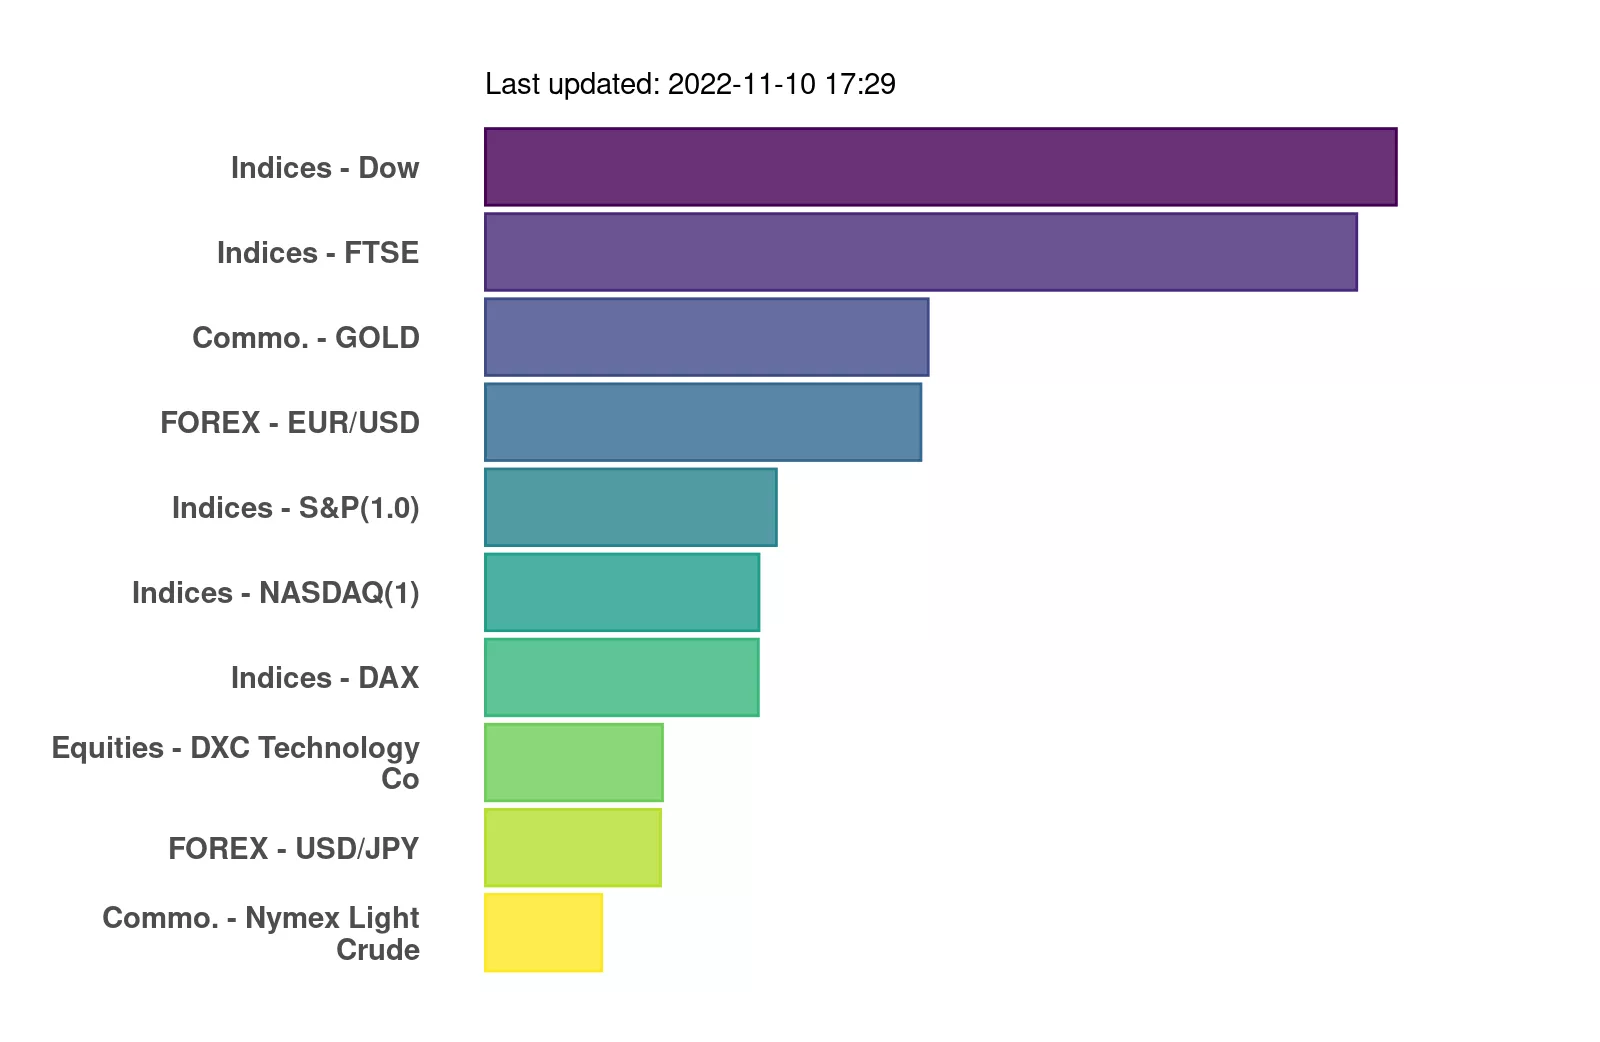 Last updated: 2022-11-10 17:29
Indices - Dow
Indices - FTSE
Commo. - GOLD
FOREX - EUR/USD
Indices - S&P(1.0)
Indices - NASDAQ(1)
Indices - DAX
Equities - DXC Technology
Co
FOREX - USD/JPY
Commo. - Nymex Light
Crude